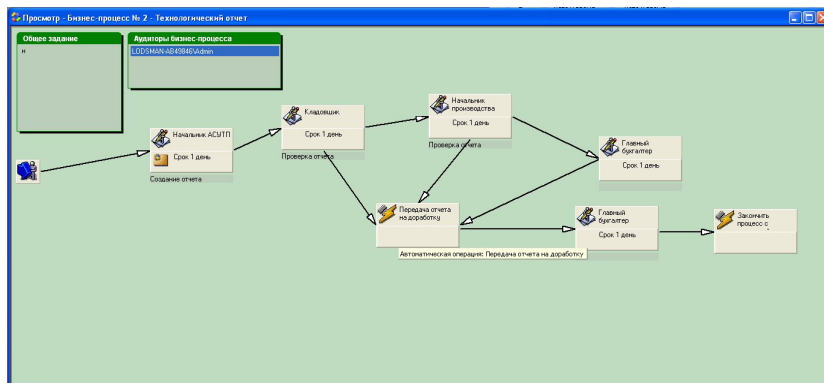 Просмотр - Бизнес-процесс № 2 - Технологический отчет
Общее задание
н
Аудиторы бизнес-процесса
LODSMAN-AB49846\Admin
Начальник АСУТП
Срок 1 день
Создание отчета
Кладовщик
Срок 1 день
Проверка отчета
Начальник
производства
Срок 1 день
Проверка отчета
Главный
бухгалтер
Срок 1 день
Передача отчета
на доработку
Автоматическая операция: Передача отчета на доработку
Главный
бухгалтер
Срок 1 день
Закончить
процесс с